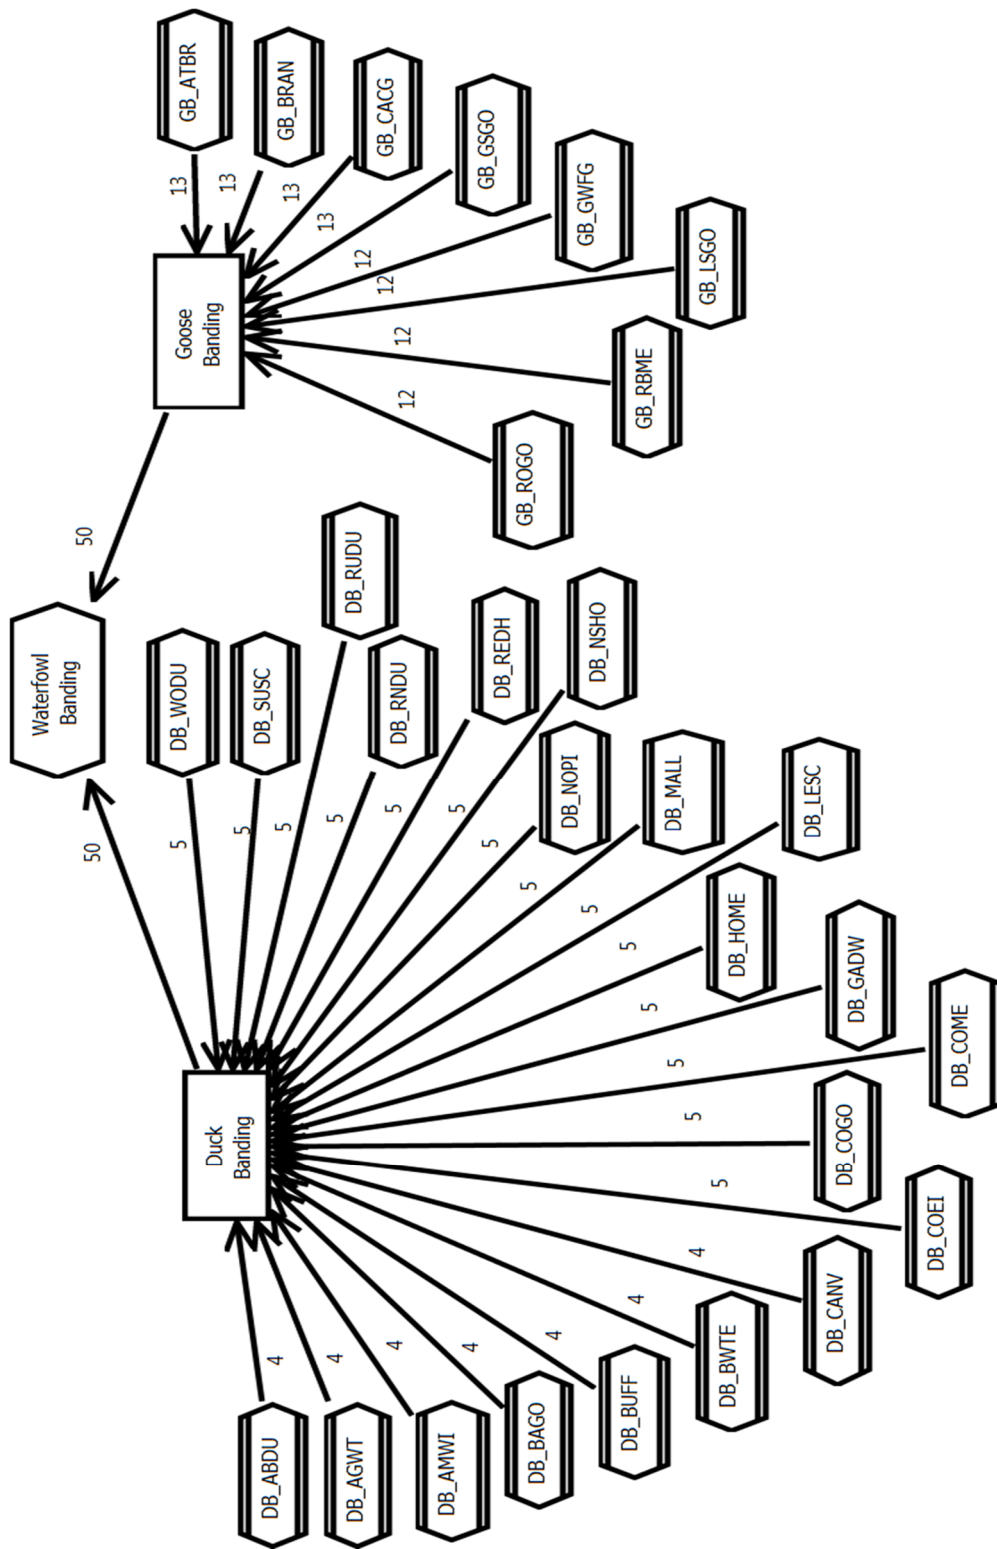 Waterfowl
Banding
50
50
Duck
Banding
Goose
Banding
4
DB_ABDU
4
DB_AGWT
4
DB_AMWI
4
DB_BAGO
4
DB_BUFF
4
DB_BWTE
4
DB_CANV
5
DB_COEI
5
DB_COGO
5
DB_COME
5
DB_GADW
5
DB_HOME
5
DB_LESC
5
DB_MALL
5
DB_NOPI
5
DB_NSHO
5
DB_REDH
5
DB_RNDU
5
DB_RUDU
5
DB_SUSC
5
DB_WODU
12
GB_ROGO
12
GB_RBME
12
GB_LSGO
12
GB_GWFG
13
GB_GSGO
13
GB_CACG
13
GB_BRAN
13
GB_ATBR